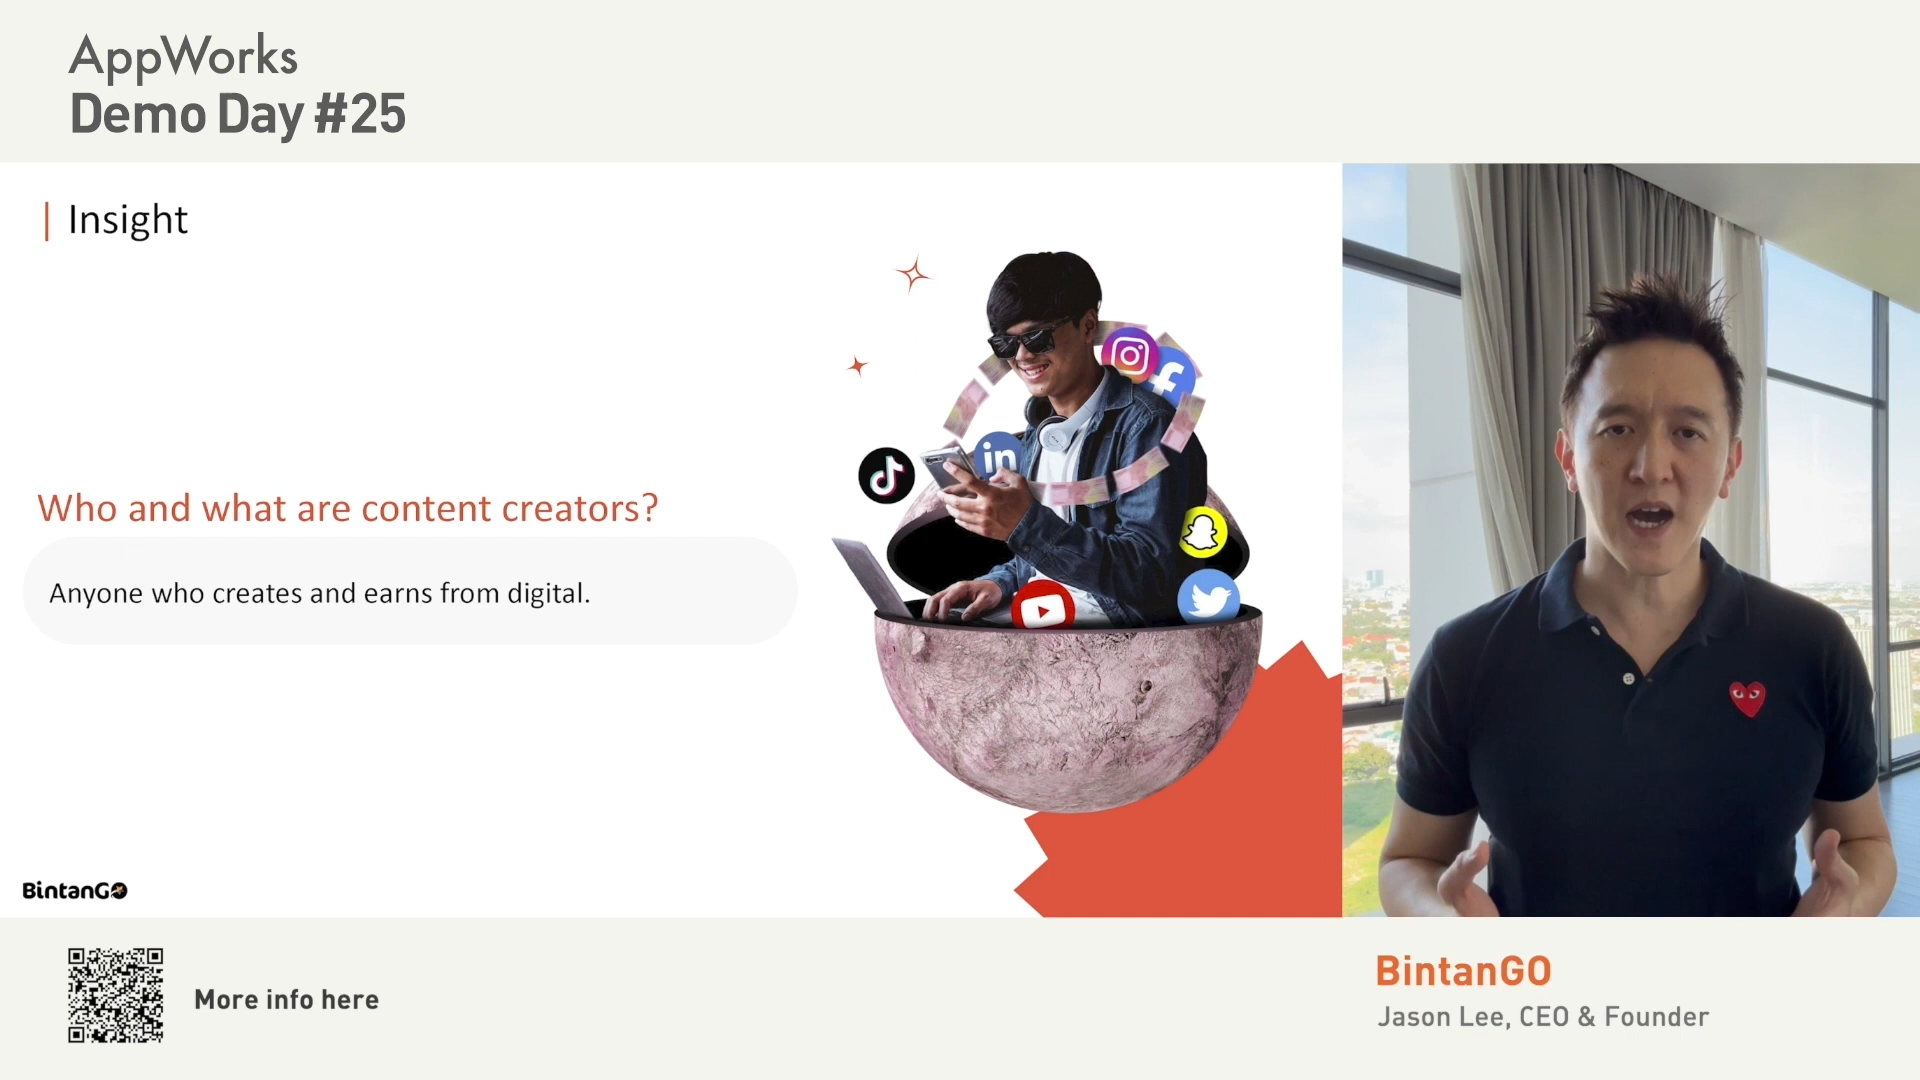 AppWorks
Demo Day #25
Insight
Who and what are content creators?
Anyone who creates and earns from digital.
in
BintanGO
More info here
BintanGO
Jason Lee, CEO & Founder